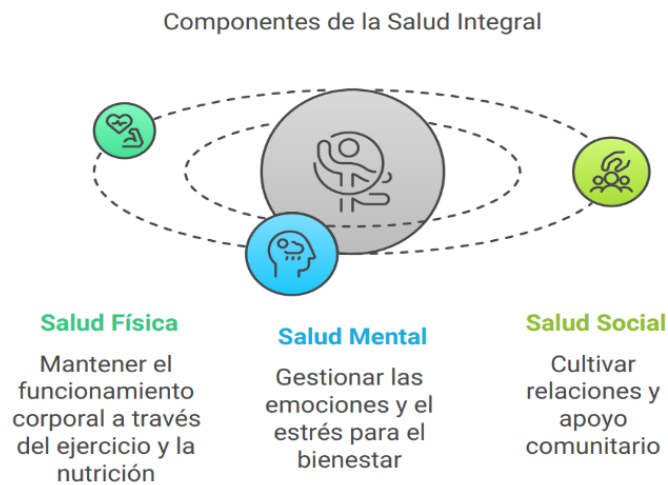 Componentes de la Salud Integral
Salud Física
Mantener el
funcionamiento
corporal a través
del ejercicio y la
nutrición
Salud Mental
Gestionar las
emociones y el
estrés para el
bienestar
Salud Social
Cultivar
relaciones y
apoyo
comunitario